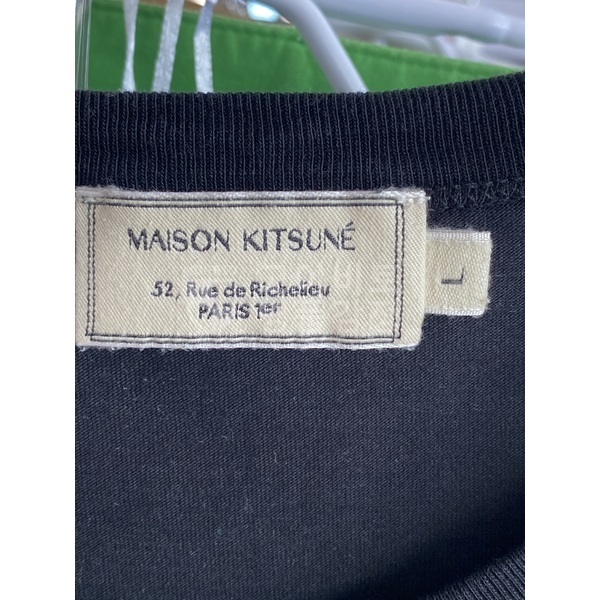 MAISON KITSUNÉ
52, Rue de Richelieu
PARIS 1er
L